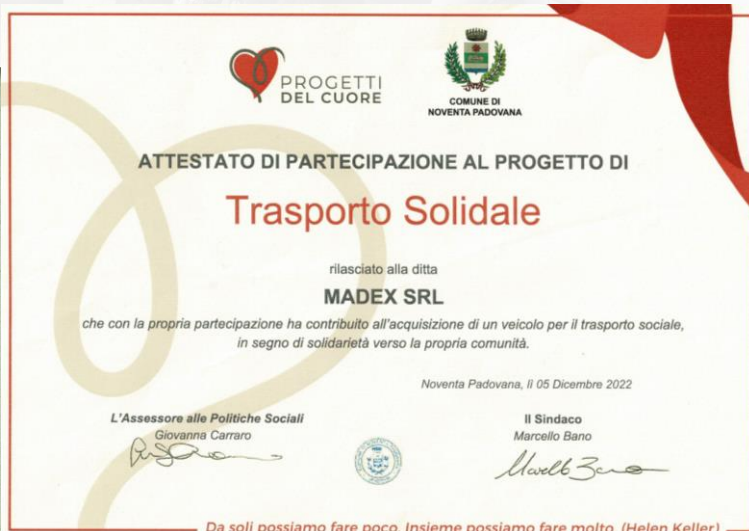 PROGETTI
DEL CUORE
COMUNE DI
NOVENTA PADOVANA
ATTESTATO DI PARTECIPAZIONE AL PROGETTO DI
Trasporto Solidale
rilasciato alla ditta
MADEX SRL
che con la propria partecipazione ha contribuito all'acquisizione di un veicolo per il trasporto sociale,
in segno di solidarietà verso la propria comunità.
Noventa Padovana, lì 05 Dicembre 2022
L'Assessore alle Politiche Sociali
Giovanna Carraro
Il Sindaco
Marcello Bano
Marcello Bano
Da soli possiamo fare poco. Insieme possiamo fare molto. (Helen Keller)